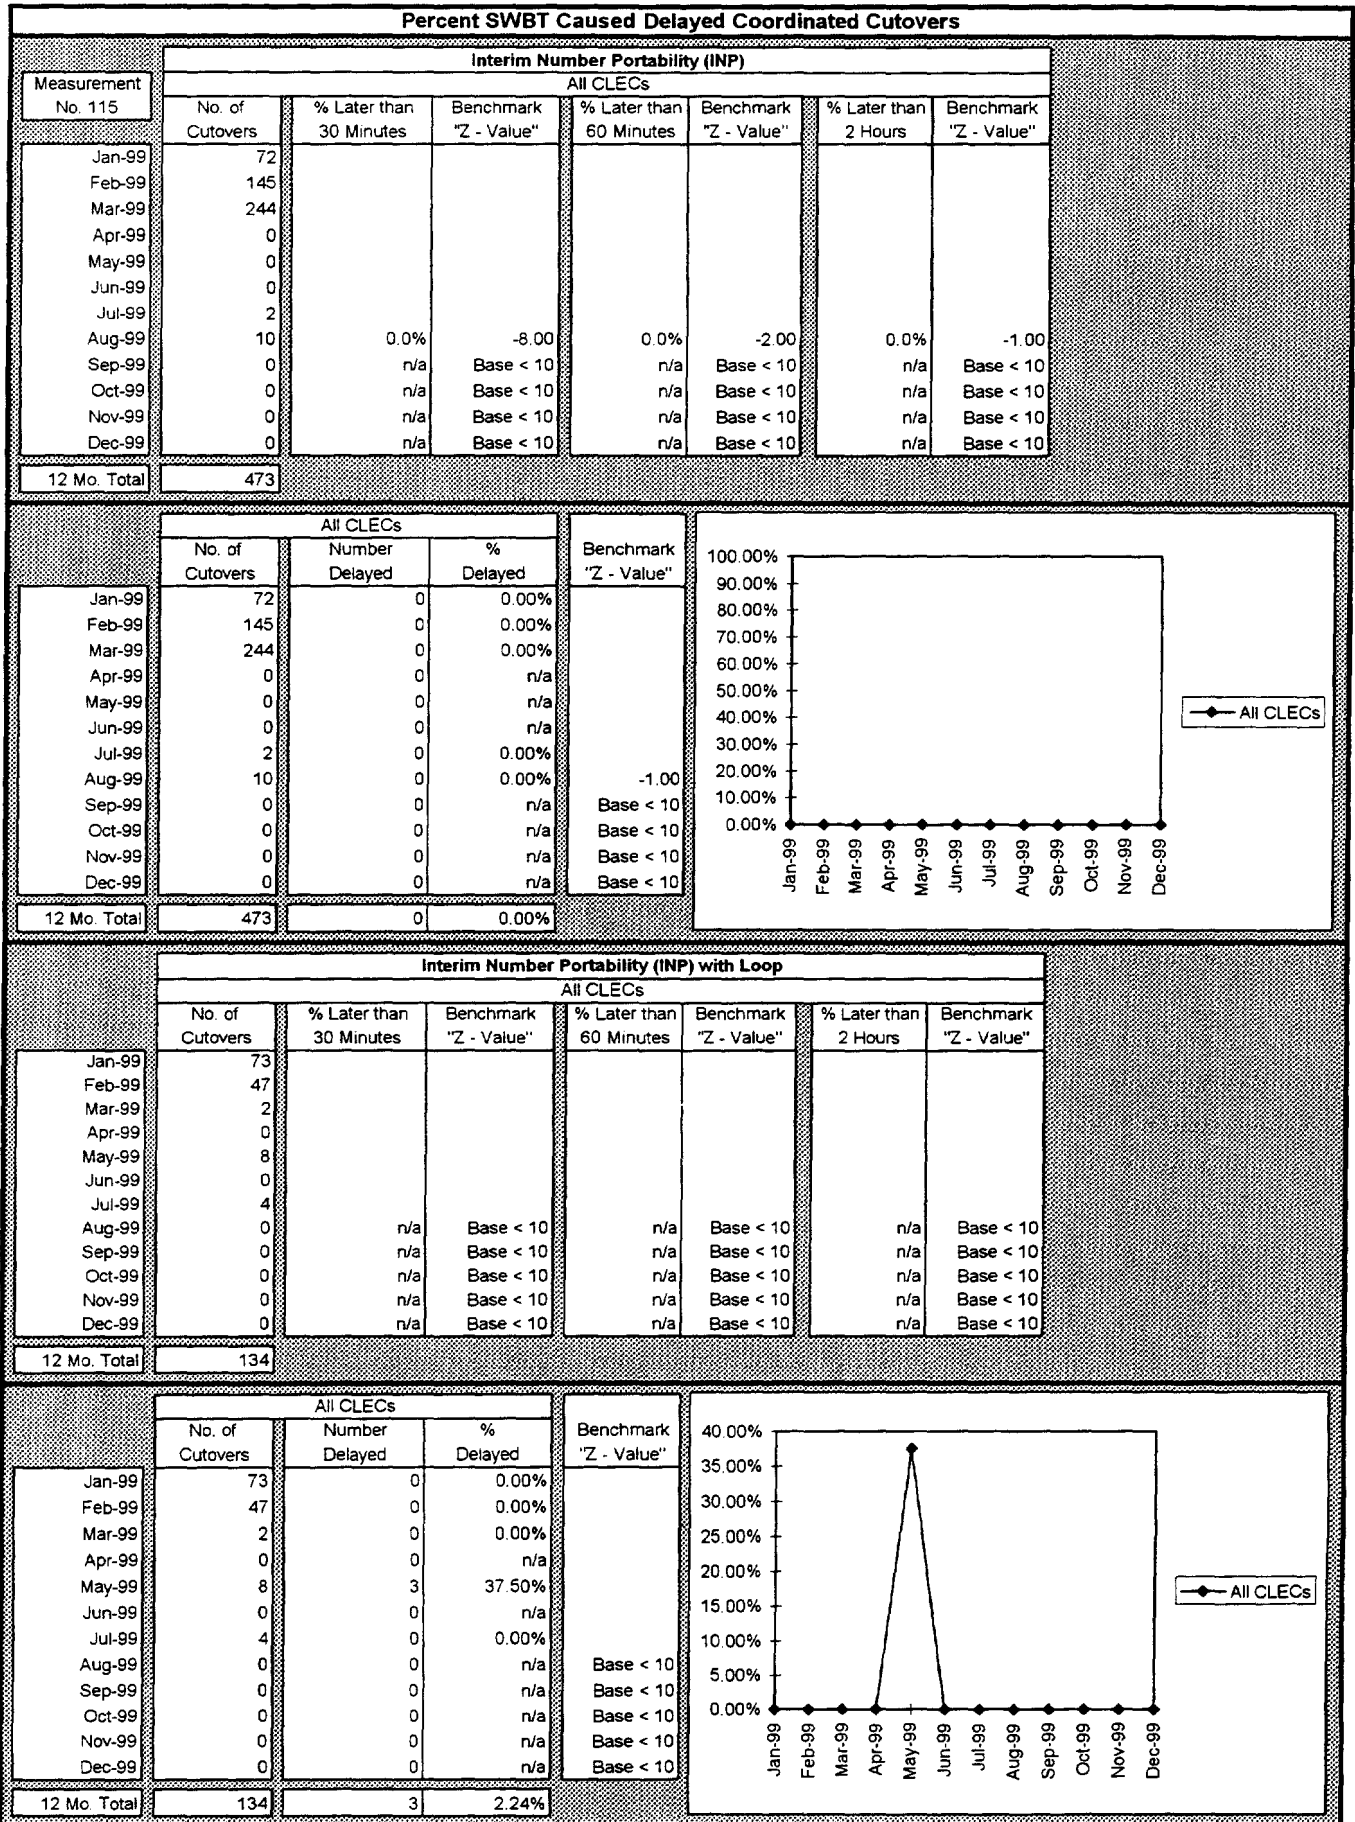 Percent SWBT Caused Delayed Coordinated Cutovers
Interim Number Portability (INP)
Measurement No. 115
All CLECs
No. of Cutovers % Later than 30 Minutes Benchmark "Z - Value" % Later than 60 Minutes Benchmark "Z - Value" % Later than 2 Hours Benchmark "Z - Value"
Jan-99 72
Feb-99 145
Mar-99 244
Apr-99 0
May-99 0
Jun-99 0
Jul-99 2
Aug-99 10 0.0% -8.00 0.0% -2.00 0.0% -1.00
Sep-99 0 n/a Base < 10 n/a Base < 10 n/a Base < 10
Oct-99 0 n/a Base < 10 n/a Base < 10 n/a Base < 10
Nov-99 0 n/a Base < 10 n/a Base < 10 n/a Base < 10
Dec-99 0 n/a Base < 10 n/a Base < 10 n/a Base < 10
12 Mo. Total 473
All CLECs
No. of Cutovers Number Delayed % Delayed Benchmark "Z - Value"
Jan-99 72 0 0.00%
Feb-99 145 0 0.00%
Mar-99 244 0 0.00%
Apr-99 0 0 n/a
May-99 0 0 n/a
Jun-99 0 0 n/a
Jul-99 2 0 0.00%
Aug-99 10 0 0.00% -1.00
Sep-99 0 0 n/a Base < 10
Oct-99 0 0 n/a Base < 10
Nov-99 0 0 n/a Base < 10
Dec-99 0 0 n/a Base < 10
12 Mo. Total 473 0 0.00%
100.00%
90.00%
80.00%
70.00%
60.00%
50.00%
40.00%
30.00%
20.00%
10.00%
0.00%
Jan-99 Feb-99 Mar-99 Apr-99 May-99 Jun-99 Jul-99 Aug-99 Sep-99 Oct-99 Nov-99 Dec-99
All CLECs
Interim Number Portability (INP) with Loop
All CLECs
No. of Cutovers % Later than 30 Minutes Benchmark "Z - Value" % Later than 60 Minutes Benchmark "Z - Value" % Later than 2 Hours Benchmark "Z - Value"
Jan-99 73
Feb-99 47
Mar-99 2
Apr-99 0
May-99 8
Jun-99 0
Jul-99 4
Aug-99 0 n/a Base < 10 n/a Base < 10 n/a Base < 10
Sep-99 0 n/a Base < 10 n/a Base < 10 n/a Base < 10
Oct-99 0 n/a Base < 10 n/a Base < 10 n/a Base < 10
Nov-99 0 n/a Base < 10 n/a Base < 10 n/a Base < 10
Dec-99 0 n/a Base < 10 n/a Base < 10 n/a Base < 10
12 Mo. Total 134
All CLECs
No. of Cutovers Number Delayed % Delayed Benchmark "Z - Value"
Jan-99 73 0 0.00%
Feb-99 47 0 0.00%
Mar-99 2 0 0.00%
Apr-99 0 0 n/a
May-99 8 3 37.50%
Jun-99 0 0 n/a
Jul-99 4 0 0.00%
Aug-99 0 0 n/a Base < 10
Sep-99 0 0 n/a Base < 10
Oct-99 0 0 n/a Base < 10
Nov-99 0 0 n/a Base < 10
Dec-99 0 0 n/a Base < 10
12 Mo. Total 134 3 2.24%
40.00%
35.00%
30.00%
25.00%
20.00%
15.00%
10.00%
5.00%
0.00%
Jan-99 Feb-99 Mar-99 Apr-99 May-99 Jun-99 Jul-99 Aug-99 Sep-99 Oct-99 Nov-99 Dec-99
All CLECs